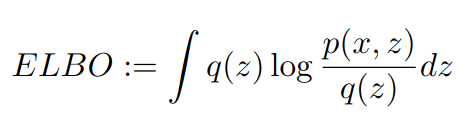 ELBO := ∫ q(z) log p(x, z) / q(z) dz